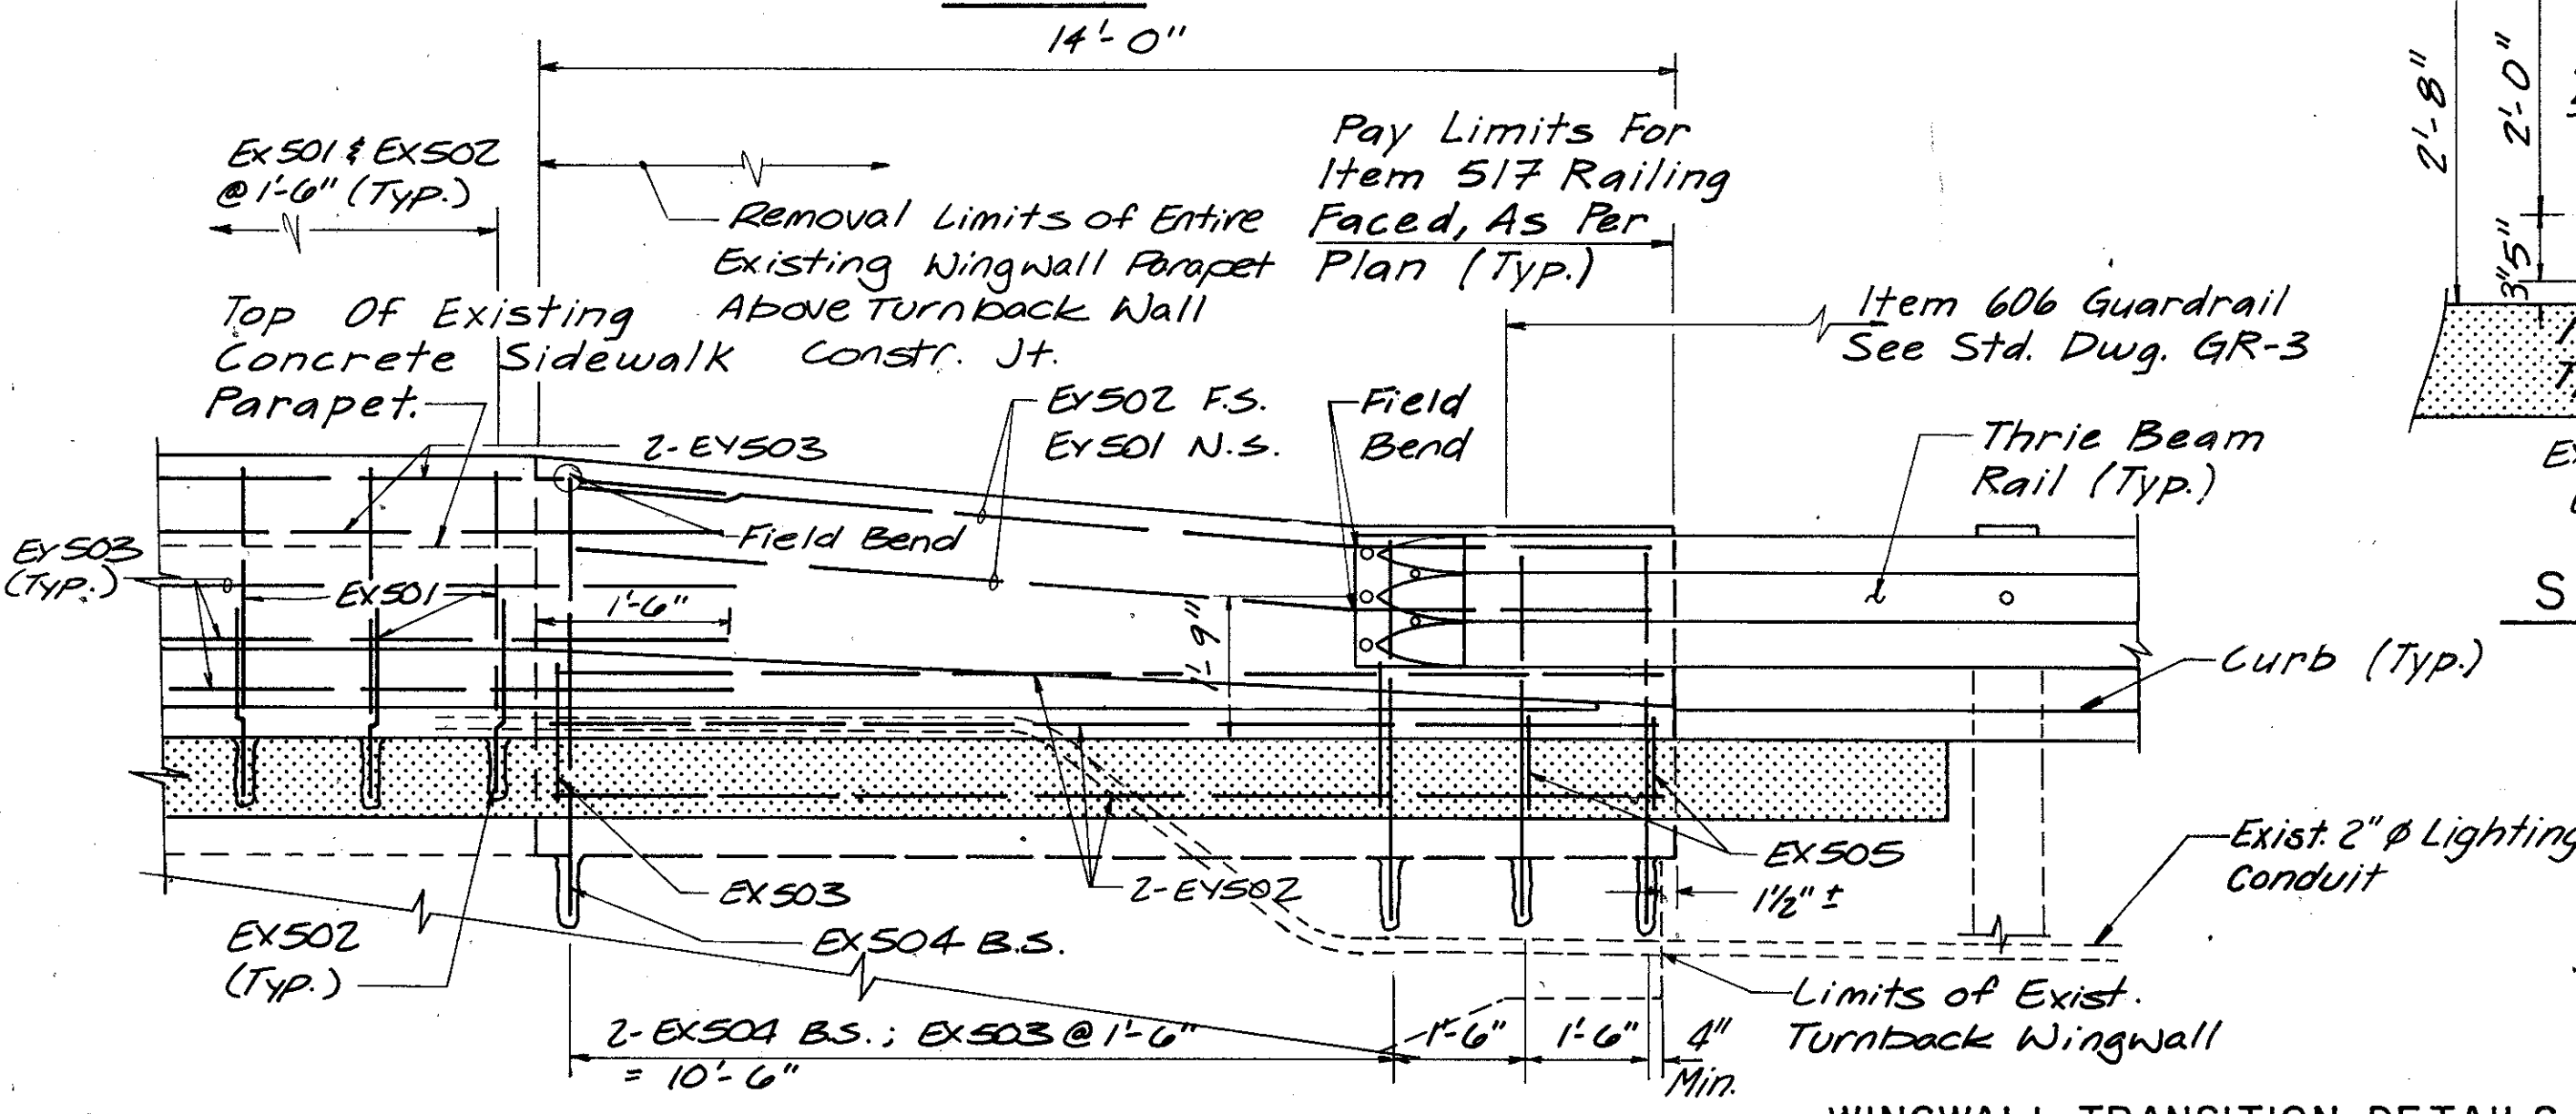 14'-0"
Ex501 & EX502
@ 1'-6" (Typ.)
Removal Limits of Entire
Existing Wingwall Parapet
Above Turnback Wall
Constr. Jt.
Pay Limits For
Item 517 Railing
Faced, As Per
Plan (Typ.)
Item 606 Guardrail
See Std. Dwg. GR-3
Top Of Existing
Concrete Sidewalk
Parapet.
2-EY503
EY502 F.S.
EY501 N.S.
Field
Bend
Thrie Beam
Rail (Typ.)
Field Bend
EY503
(Typ.)
EX501
1'-6"
1'-9"
Curb (Typ.)
EX503
2-EY502
EX505
1½" ±
Exist. 2" ø Lighting
Conduit
EX502
(Typ.)
EX504 B.S.
Limits of Exist.
Turnback Wingwall
2-EX504 B.S.; EX503 @ 1'-6"
= 10'-6"
1'-6"
1'-6"
4"
Min.
2'-8"
2'-0"
5"
3"
S
WINGWALL TRANSITION DETAILS